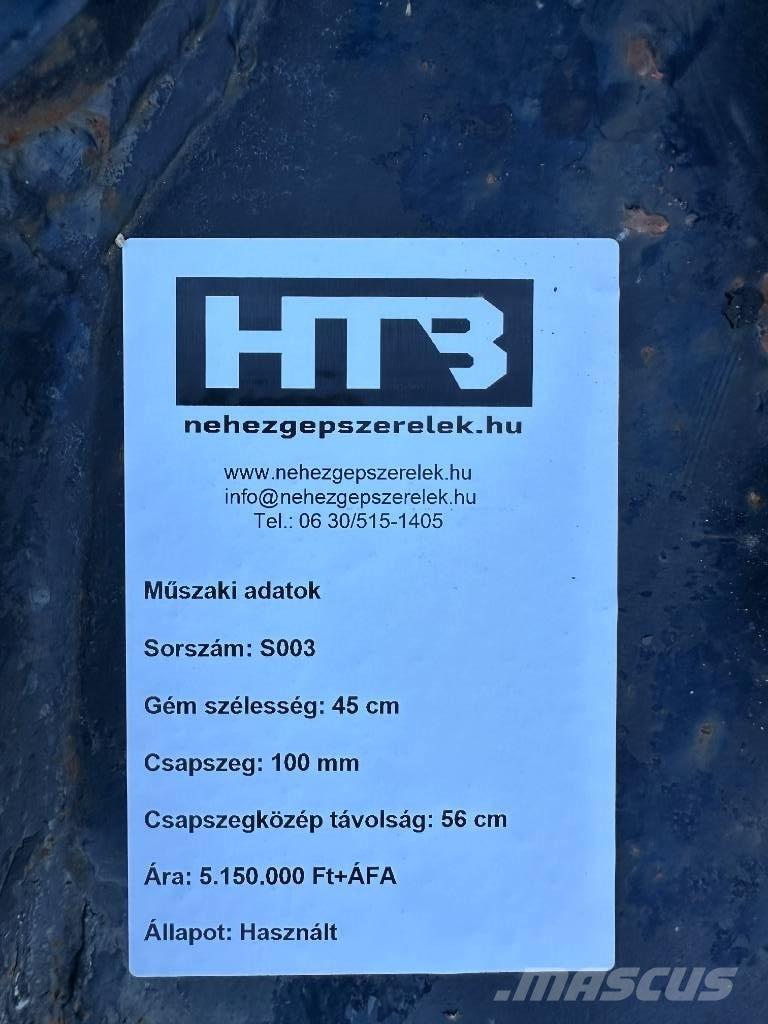 HTB
nehezgepszerelek.hu
www.nehezgepszerelek.hu
info@nehezgepszerelek.hu
Tel.: 06 30/515-1405
Műszaki adatok
Sorszám: S003
Gém szélesség: 45 cm
Csapszeg: 100 mm
Csapszegközép távolság: 56 cm
Ára: 5.150.000 Ft+ÁFA
Állapot: Használt
MASCUS